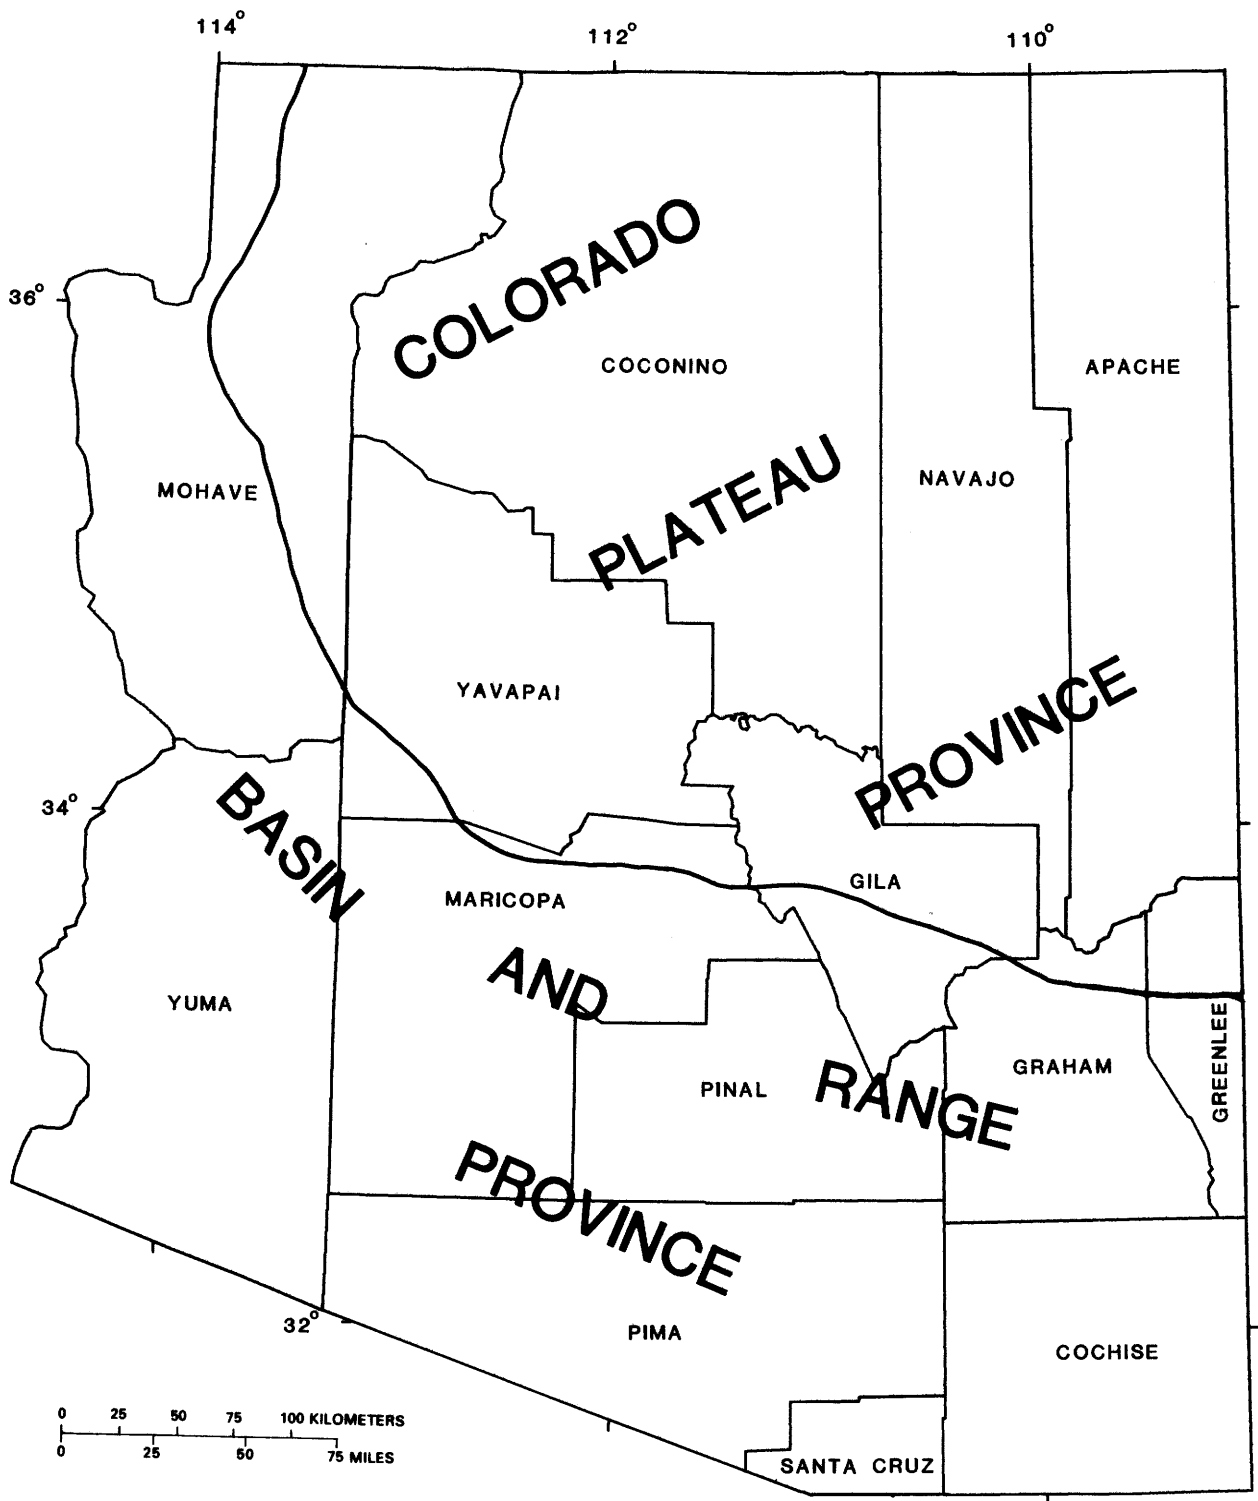 114° 112° 110°
36°
COLORADO
COCONINO
APACHE
PLATEAU
NAVAJO
MOHAVE
YAVAPAI
PROVINCE
34°
BASIN
GILA
MARICOPA
AND
YUMA
GREENLEE
GRAHAM
PINAL
RANGE
PROVINCE
32°
PIMA
COCHISE
0 25 50 75 100 KILOMETERS
0 25 50 75 MILES
SANTA CRUZ